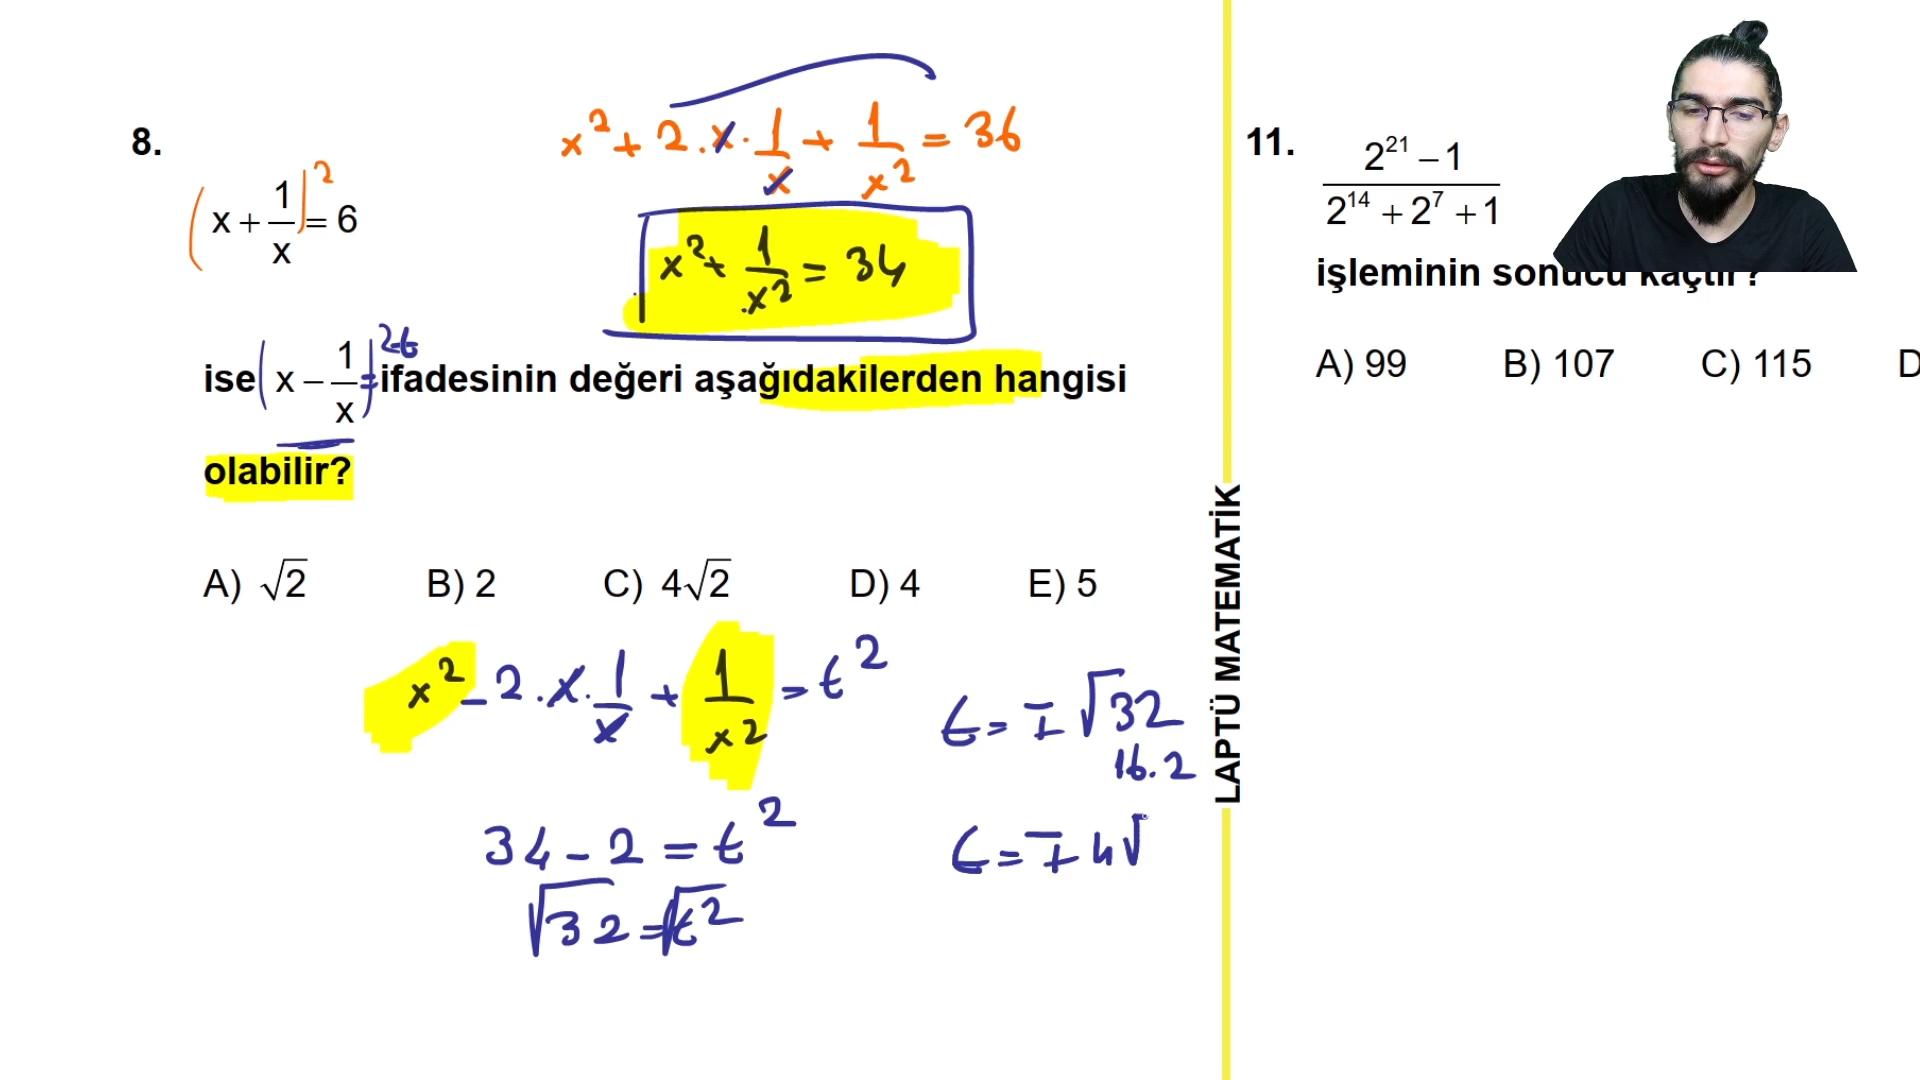 8.
(x + 1/x)² = 6
x² + 2.x.1/x + 1/x² = 36
x² + 1/x² = 34
ise (x − 1/x)² = t ifadesinin değeri aşağıdakilerden hangisi
olabilir?
A) √2 B) 2 C) 4√2 D) 4 E) 5
x² - 2.x.1/x + 1/x² = t²
34 - 2 = t²
√32 = √t²
t = ∓√32
16.2
t = ∓4√
LAPTÜ MATEMATİK
11.
2²¹ − 1
2¹⁴ + 2⁷ + 1
işleminin sonucu kaçtır?
A) 99 B) 107 C) 115 D